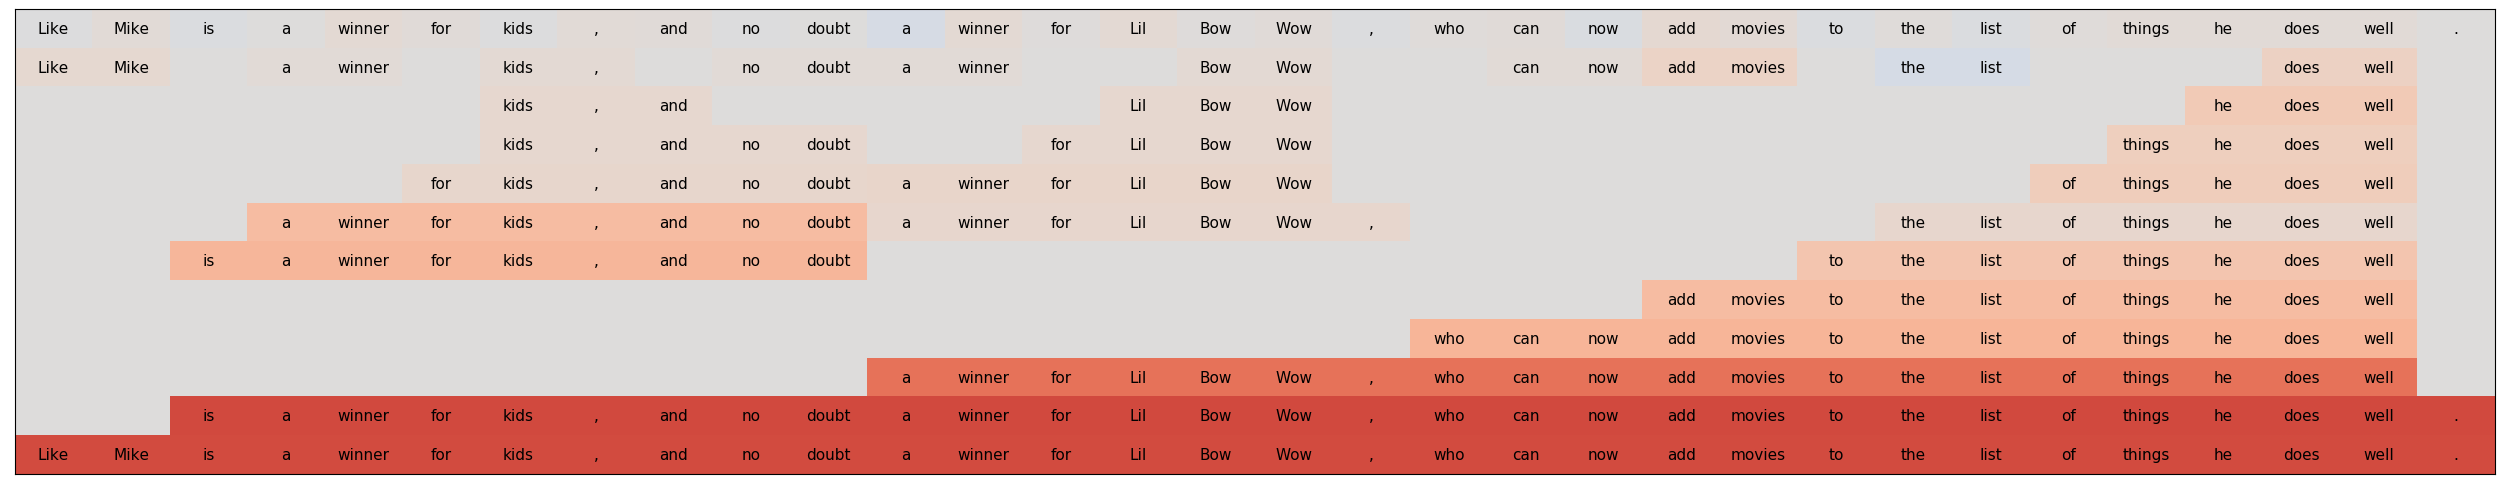 Like Mike is a winner for kids , and no doubt a winner for Lil Bow Wow , who can now add movies to the list of things he does well .
Like Mike a winner kids , no doubt a winner Bow Wow can now add movies the list does well
kids , and Lil Bow Wow he does well
kids , and no doubt for Lil Bow Wow things he does well
for kids , and no doubt a winner for Lil Bow Wow of things he does well
a winner for kids , and no doubt a winner for Lil Bow Wow , the list of things he does well
is a winner for kids , and no doubt to the list of things he does well
add movies to the list of things he does well
who can now add movies to the list of things he does well
a winner for Lil Bow Wow , who can now add movies to the list of things he does well
is a winner for kids , and no doubt a winner for Lil Bow Wow , who can now add movies to the list of things he does well .
Like Mike is a winner for kids , and no doubt a winner for Lil Bow Wow , who can now add movies to the list of things he does well .